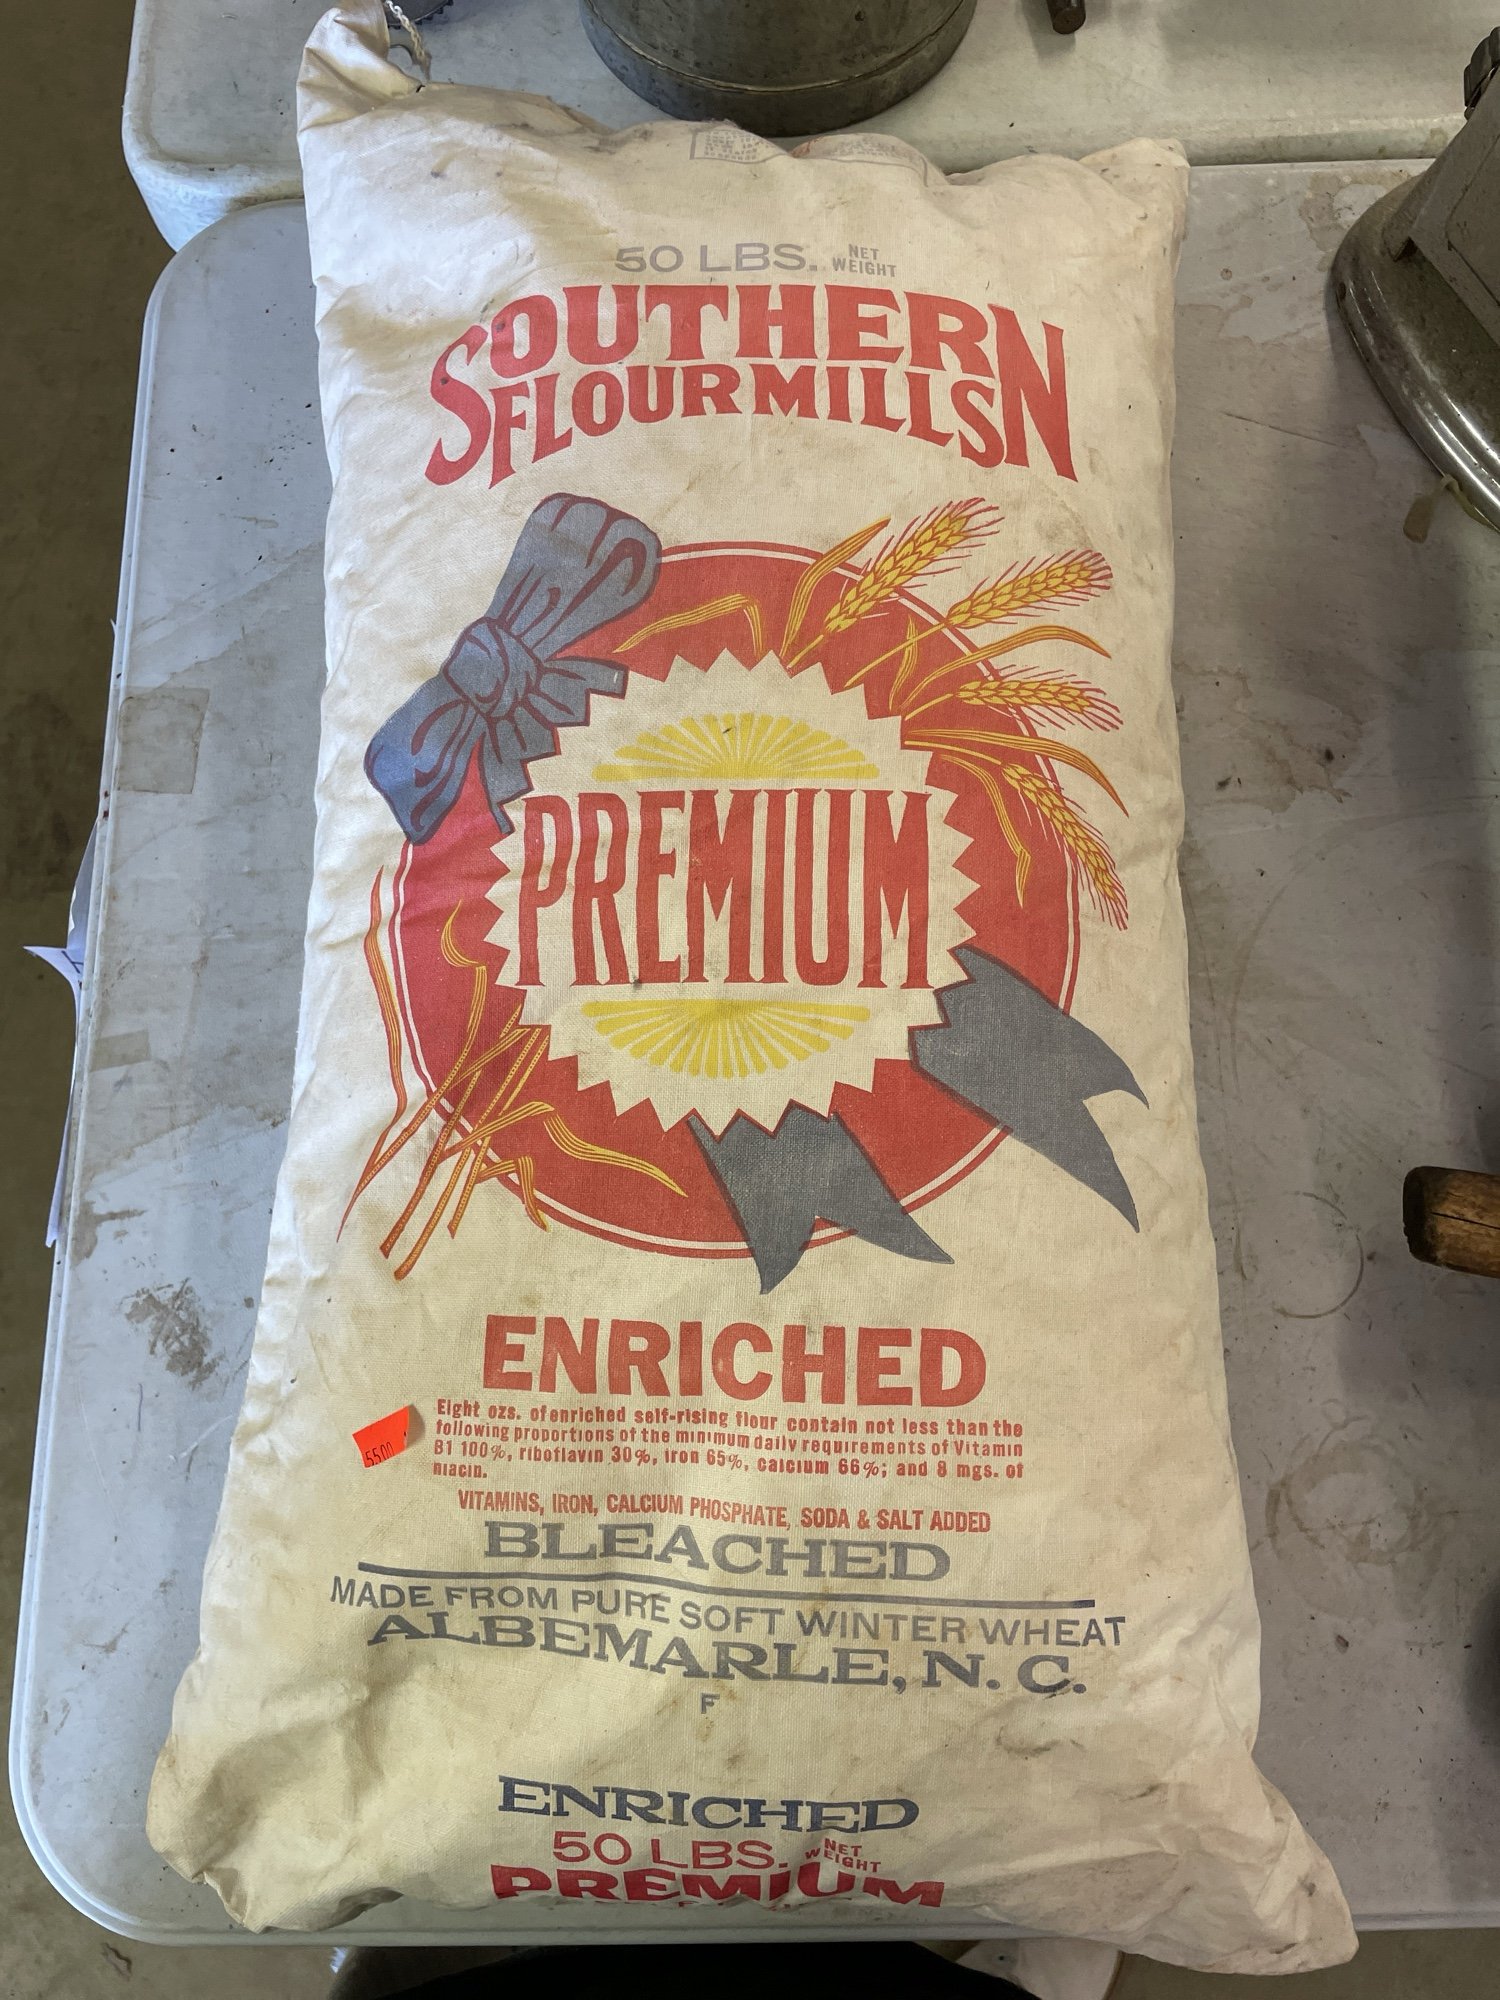 50 LBS. NET WEIGHT
SOUTHERN
FLOUR MILLS
PREMIUM
ENRICHED
Eight ozs. of enriched self-rising flour contain not less than the
following proportions of the minimum daily requirements of Vitamin
B1 100%, riboflavin 30%, iron 65%, calcium 66%; and 8 mgs. of
niacin.
5500
VITAMINS, IRON, CALCIUM PHOSPHATE, SODA & SALT ADDED
BLEACHED
MADE FROM PURE SOFT WINTER WHEAT
ALBEMARLE, N. C.
F
ENRICHED
50 LBS. NET WEIGHT
PREMIUM